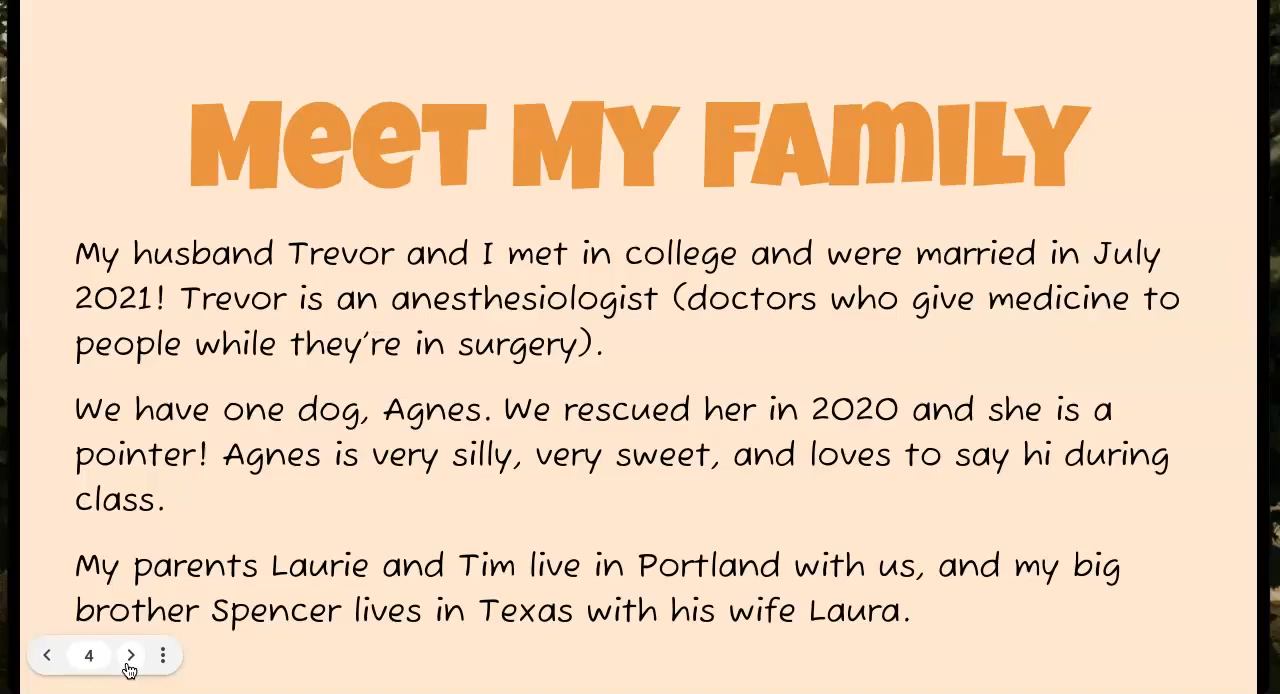 Meet My Family
My husband Trevor and I met in college and were married in July
2021! Trevor is an anesthesiologist (doctors who give medicine to
people while they're in surgery).
We have one dog, Agnes. We rescued her in 2020 and she is a
pointer! Agnes is very silly, very sweet, and loves to say hi during
class.
My parents Laurie and Tim live in Portland with us, and my big
brother Spencer lives in Texas with his wife Laura.
4